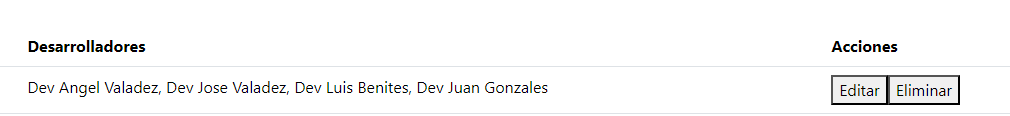 Desarrolladores Acciones
Dev Angel Valadez, Dev Jose Valadez, Dev Luis Benites, Dev Juan Gonzales Editar Eliminar